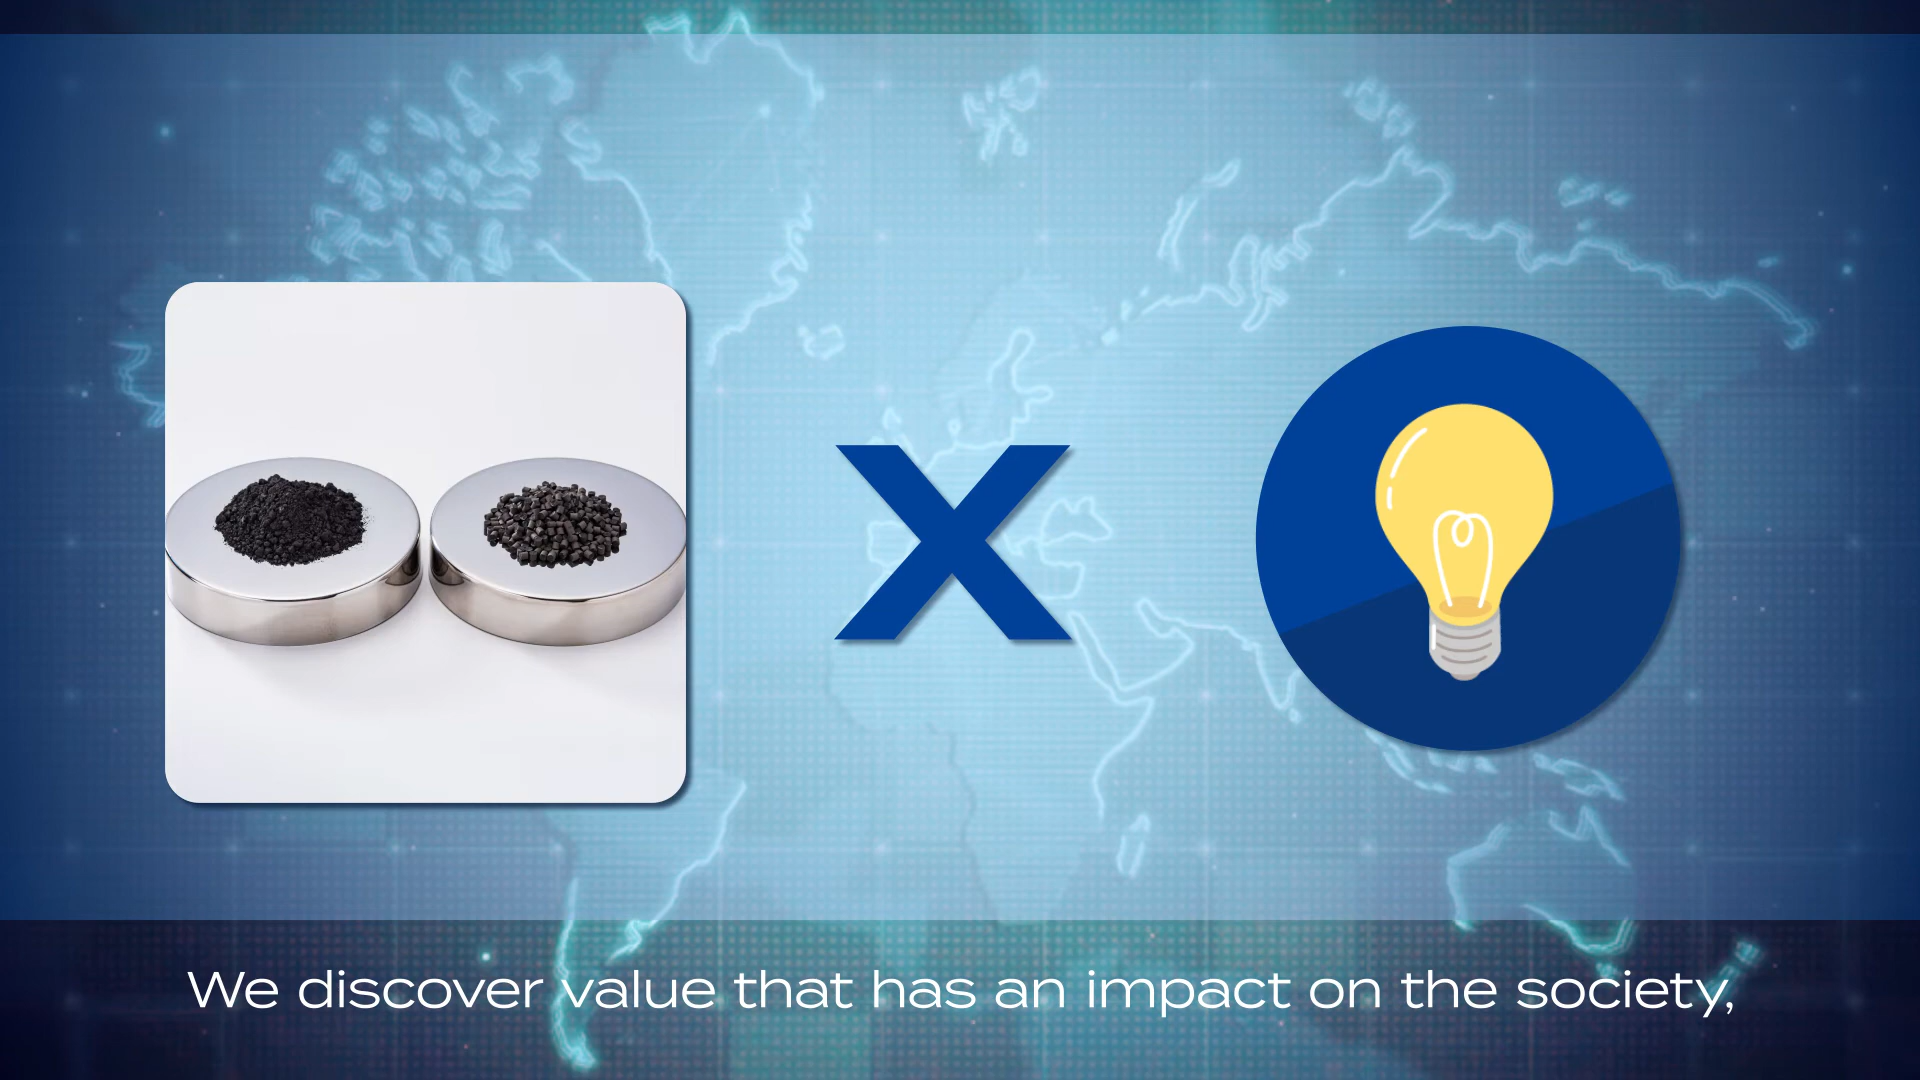 X
We discover value that has an impact on the society,